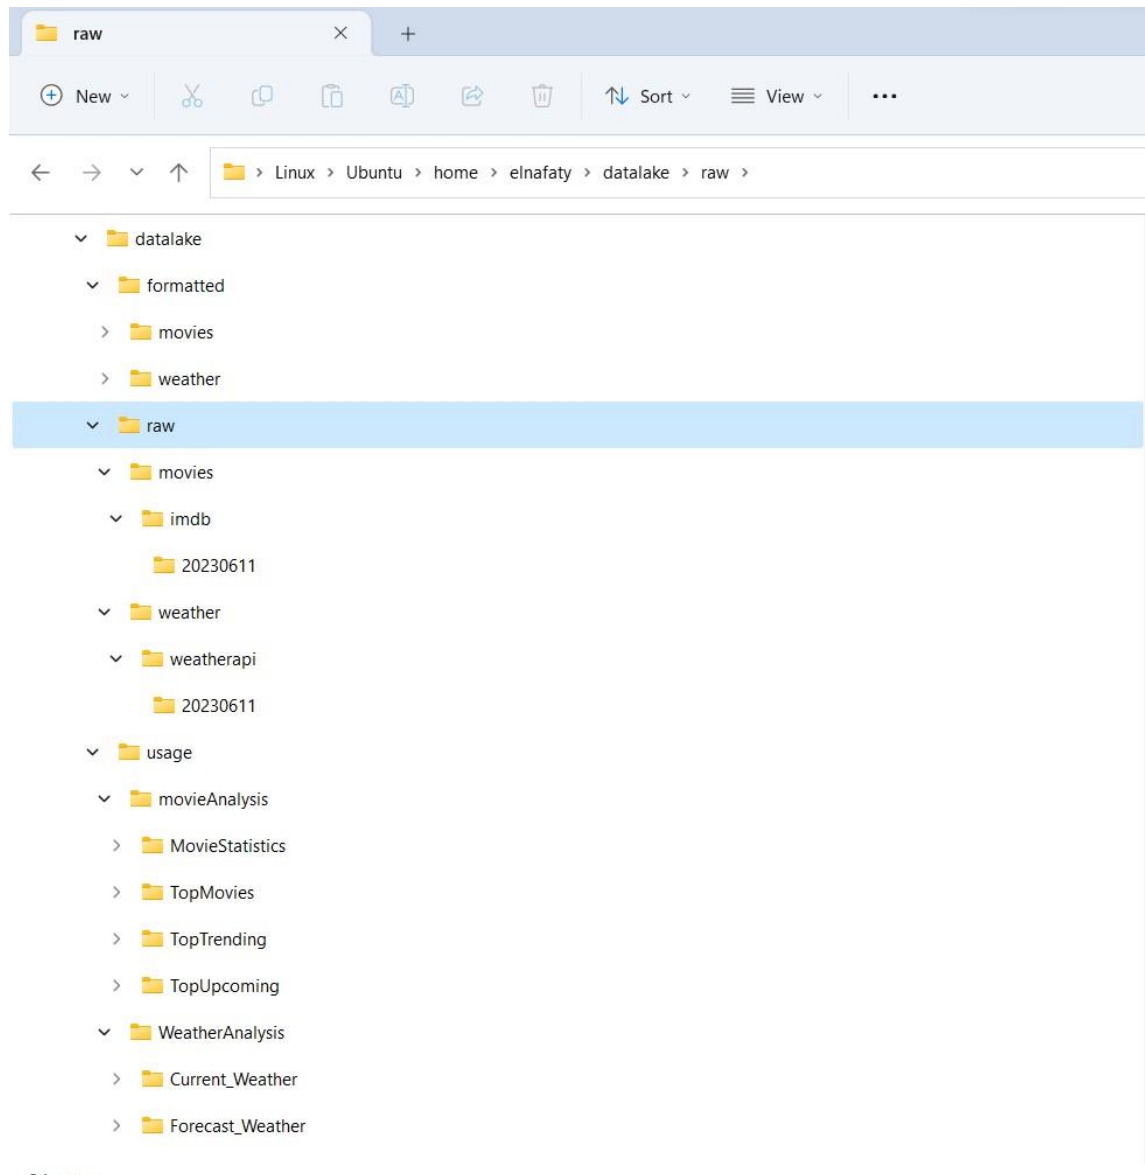 raw
New Sort View
Linux > Ubuntu > home > elnafaty > datalake > raw >
datalake
formatted
movies
weather
raw
movies
imdb
20230611
weather
weatherapi
20230611
usage
movieAnalysis
MovieStatistics
TopMovies
TopTrending
TopUpcoming
WeatherAnalysis
Current_Weather
Forecast_Weather